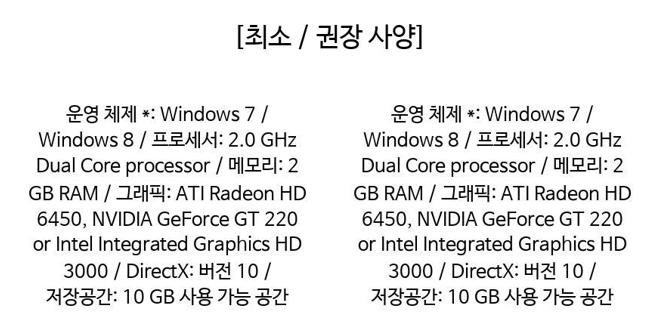 [최소 / 권장 사양]
운영 체제 *: Windows 7 /
Windows 8 / 프로세서: 2.0 GHz
Dual Core processor / 메모리: 2
GB RAM / 그래픽: ATI Radeon HD
6450, NVIDIA GeForce GT 220
or Intel Integrated Graphics HD
3000 / DirectX: 버전 10 /
저장공간: 10 GB 사용 가능 공간
운영 체제 *: Windows 7 /
Windows 8 / 프로세서: 2.0 GHz
Dual Core processor / 메모리: 2
GB RAM / 그래픽: ATI Radeon HD
6450, NVIDIA GeForce GT 220
or Intel Integrated Graphics HD
3000 / DirectX: 버전 10 /
저장공간: 10 GB 사용 가능 공간